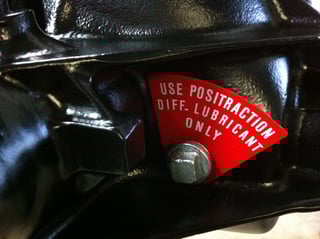 USE POSITRACTION
DIFF. LUBRICANT
ONLY